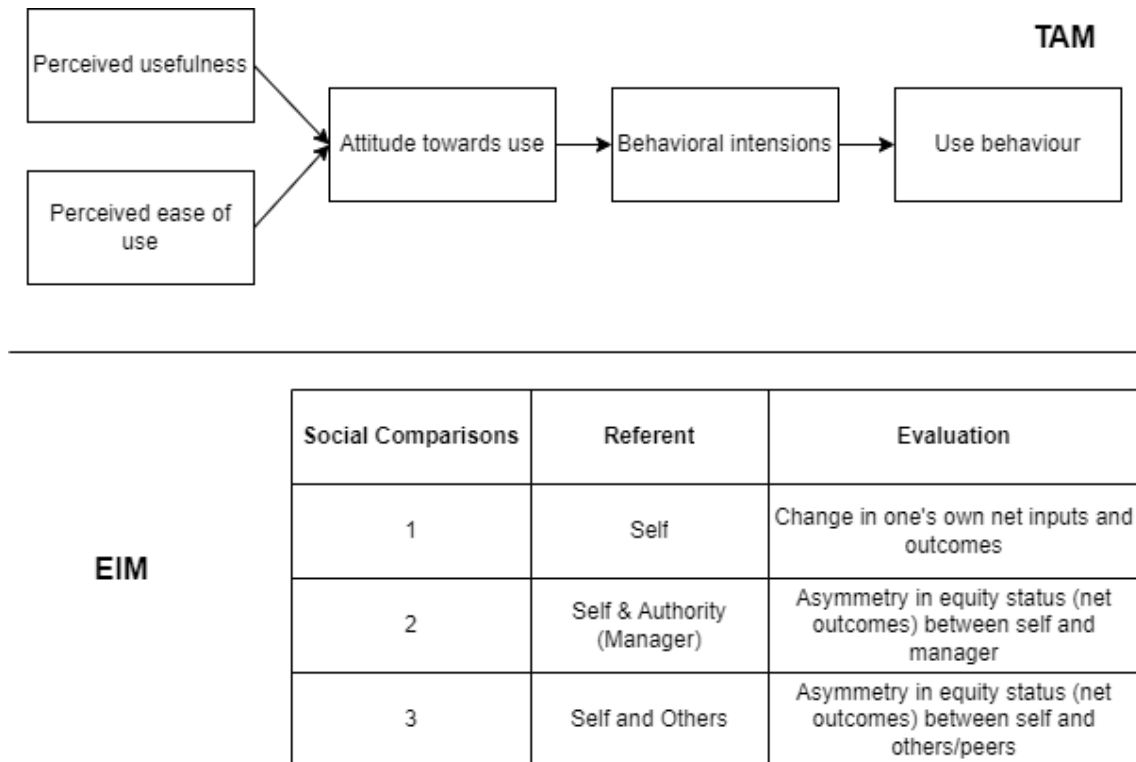 TAM
Perceived usefulness
Attitude towards use
Behavioral intensions
Use behaviour
Perceived ease of
use
EIM
Social Comparisons
Referent
Evaluation
1
Self
Change in one's own net inputs and
outcomes
2
Self & Authority
(Manager)
Asymmetry in equity status (net
outcomes) between self and
manager
3
Self and Others
Asymmetry in equity status (net
outcomes) between self and
others/peers